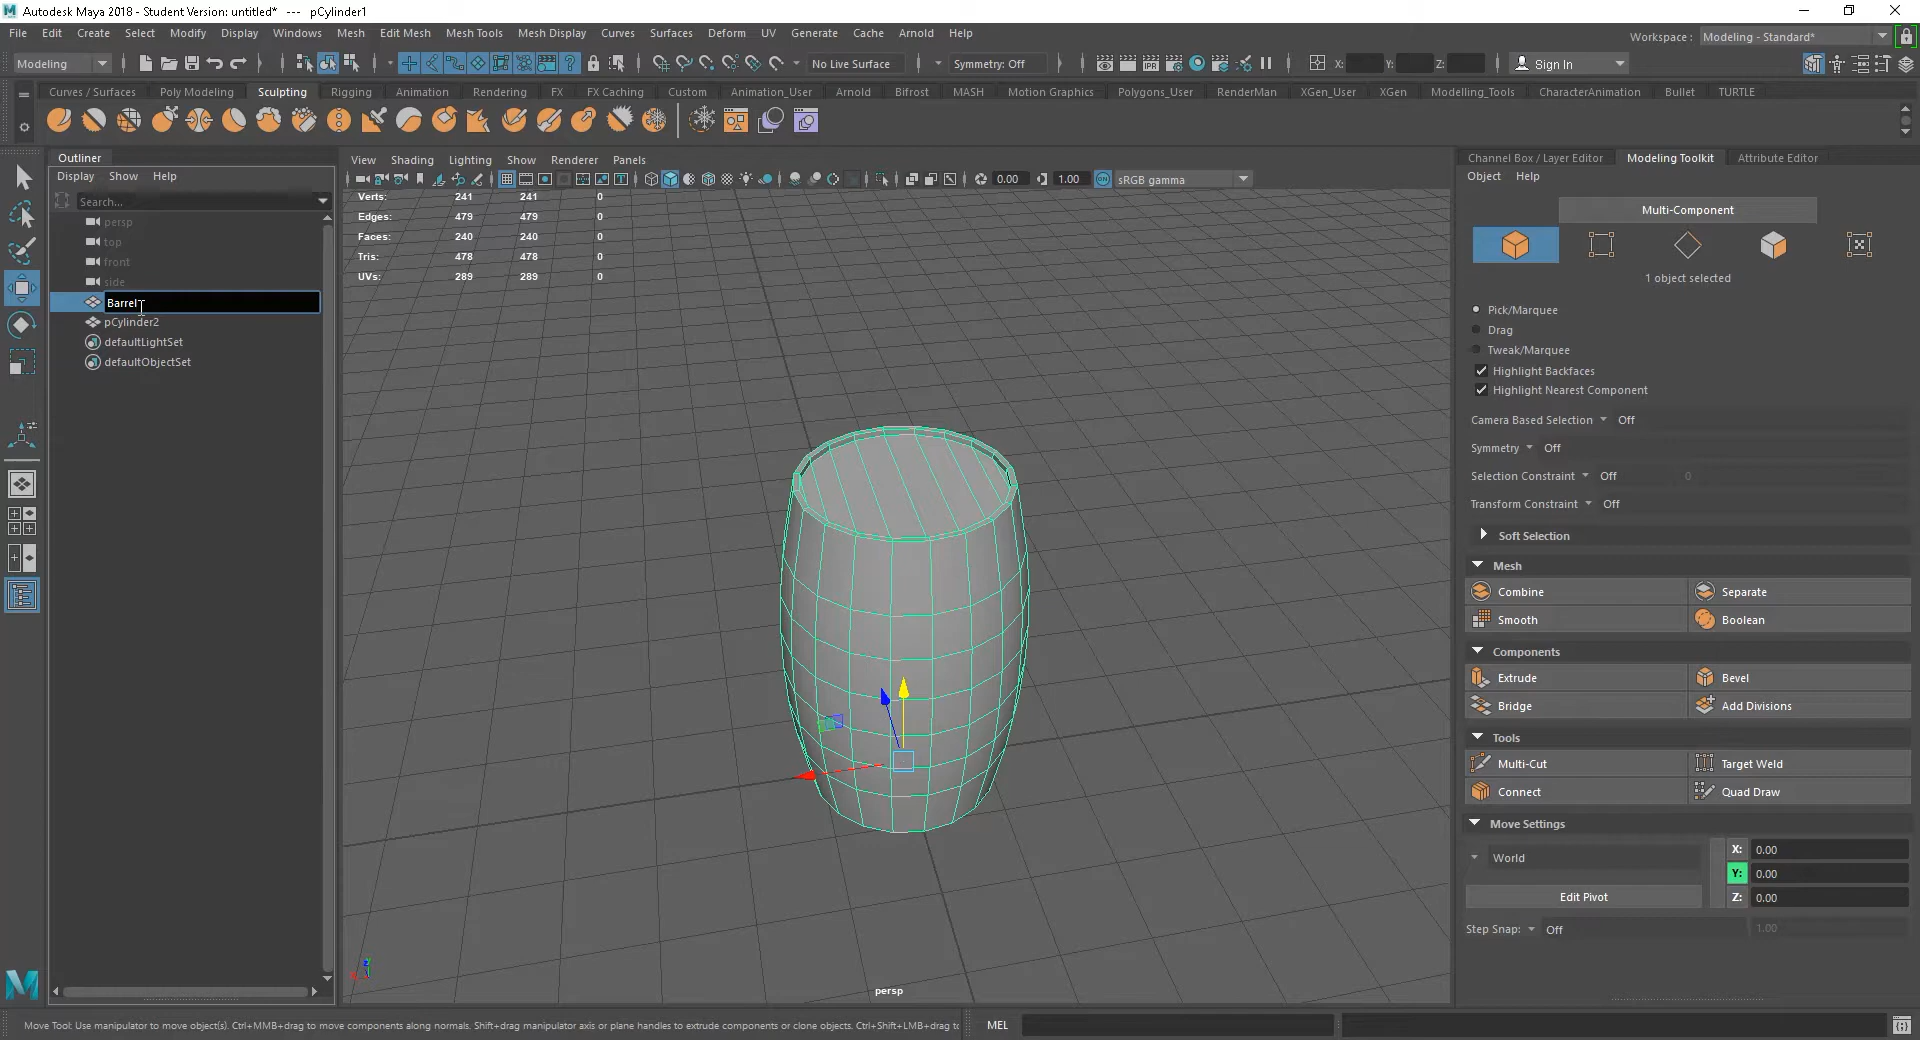 Autodesk Maya 2018 - Student Version: untitled* --- pCylinder1
File Edit Create Select Modify Display Windows Mesh Edit Mesh Mesh Tools Mesh Display Curves Surfaces Deform UV Generate Cache Arnold Help
Workspace : Modeling - Standard*
Modeling No Live Surface Symmetry: Off IPR X: Y: Z: Sign In
Curves / Surfaces Poly Modeling Sculpting Rigging Animation Rendering FX FX Caching Custom Animation_User Arnold Bifrost MASH Motion Graphics Polygons_User RenderMan XGen_User XGen Modelling_Tools CharacterAnimation Bullet TURTLE
Outliner
Display Show Help
Search...
persp
top
front
side
Barrel
pCylinder2
defaultLightSet
defaultObjectSet
View Shading Lighting Show Renderer Panels
0.00 1.00 ON sRGB gamma
Verts: 241 241 0
Edges: 479 479 0
Faces: 240 240 0
Tris: 478 478 0
UVs: 289 289 0
persp
Channel Box / Layer Editor Modeling Toolkit Attribute Editor
Object Help
Multi-Component
1 object selected
Pick/Marquee
Drag
Tweak/Marquee
Highlight Backfaces
Highlight Nearest Component
Camera Based Selection Off
Symmetry Off
Selection Constraint Off 0
Transform Constraint Off
Soft Selection
Mesh
Combine Separate
Smooth Boolean
Components
Extrude Bevel
Bridge Add Divisions
Tools
Multi-Cut Target Weld
Connect Quad Draw
Move Settings
X: 0.00
World
Y: 0.00
Edit Pivot Z: 0.00
Step Snap: Off 1.00
Move Tool: Use manipulator to move object(s). Ctrl+MMB+drag to move components along normals. Shift+drag manipulator axis or plane handles to extrude components or clone objects. Ctrl+Shift+LMB+drag to
MEL